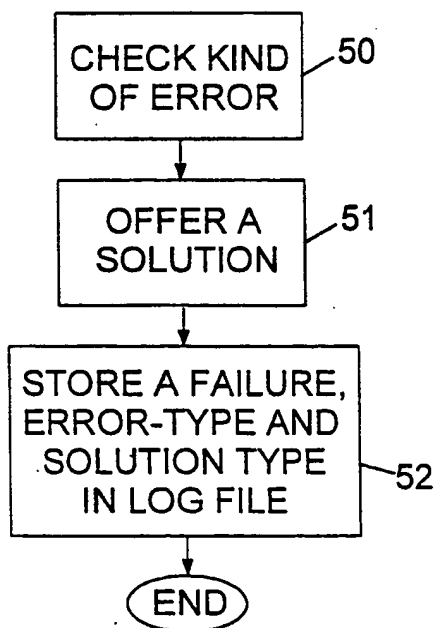 CHECK KIND
OF ERROR
50
OFFER A
SOLUTION
51
STORE A FAILURE,
ERROR-TYPE AND
SOLUTION TYPE
IN LOG FILE
52
END